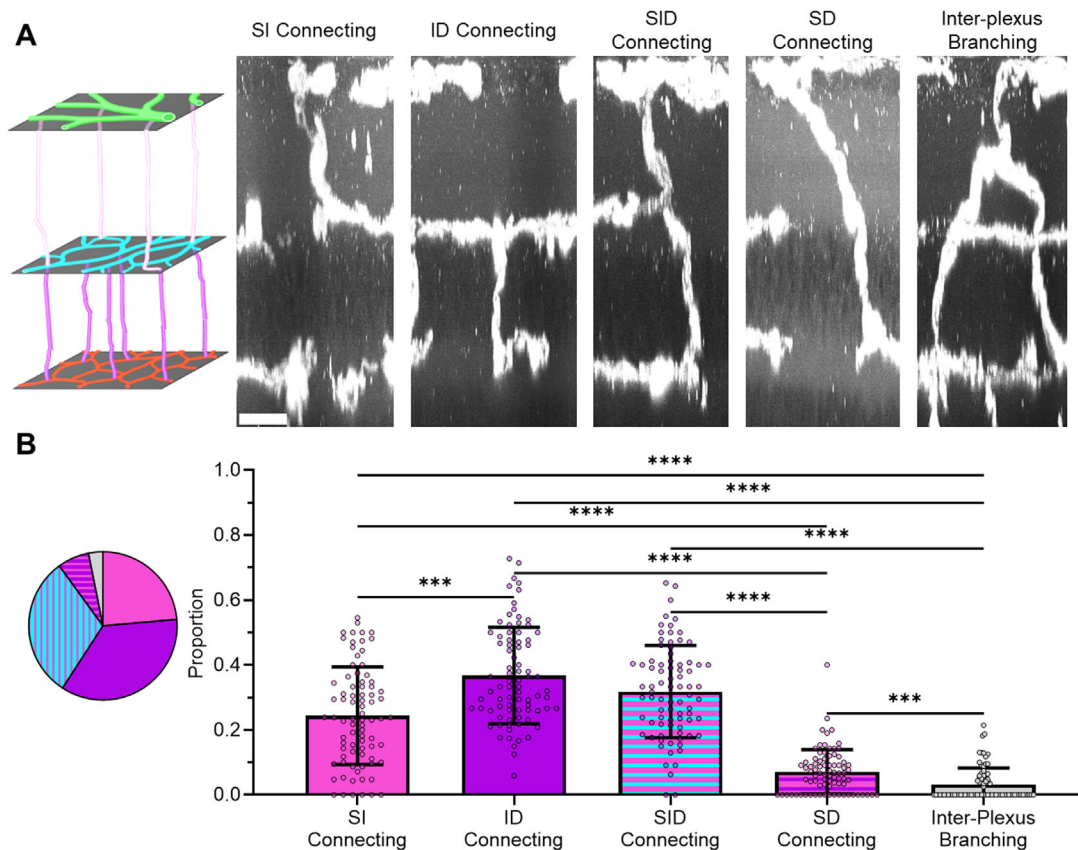 A
SI Connecting
ID Connecting
SID
Connecting
SD
Connecting
Inter-plexus
Branching
B
Proportion
1.0
0.8
0.6
0.4
0.2
0.0
****
****
****
****
****
***
****
***
SI
Connecting
ID
Connecting
SID
Connecting
SD
Connecting
Inter-Plexus
Branching